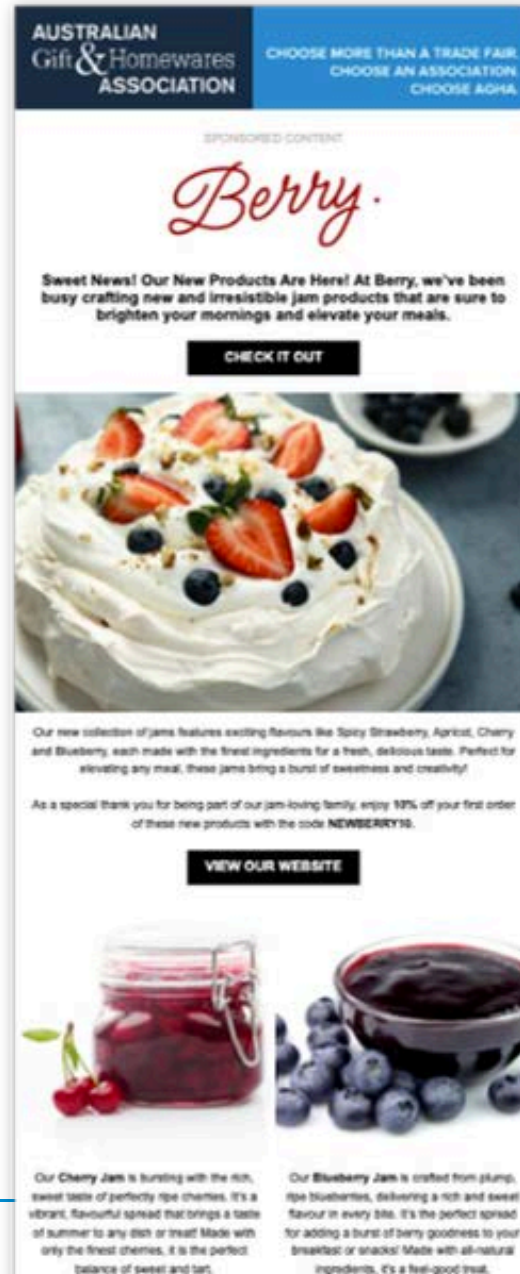 AUSTRALIAN
Gift & Homewares
ASSOCIATION
CHOOSE MORE THAN A TRADE FAIR.
CHOOSE AN ASSOCIATION.
CHOOSE AGHA.
SPONSORED CONTENT
Berry.
Sweet News! Our New Products Are Here! At Berry, we've been
busy crafting new and irresistible jam products that are sure to
brighten your mornings and elevate your meals.
CHECK IT OUT
Our new collection of jams features exciting flavours like Spicy Strawberry, Apricot, Cherry
and Blueberry, each made with the finest ingredients for a fresh, delicious taste. Perfect for
elevating any meal, these jams bring a burst of sweetness and creativity!
As a special thank you for being part of our jam-loving family, enjoy 10% off your first order
of these new products with the code NEWBERRY10.
VIEW OUR WEBSITE
Our Cherry Jam is bursting with the rich,
sweet taste of perfectly ripe cherries. It's a
vibrant, flavourful spread that brings a taste
of summer to any dish or treat! Made with
only the finest cherries, it is the perfect
balance of sweet and tart.
Our Blueberry Jam is crafted from plump,
ripe blueberries, delivering a rich and sweet
flavour in every bite. It's the perfect spread
for adding a burst of berry goodness to your
breakfast or snacks! Made with all-natural
ingredients, it's a feel-good treat.